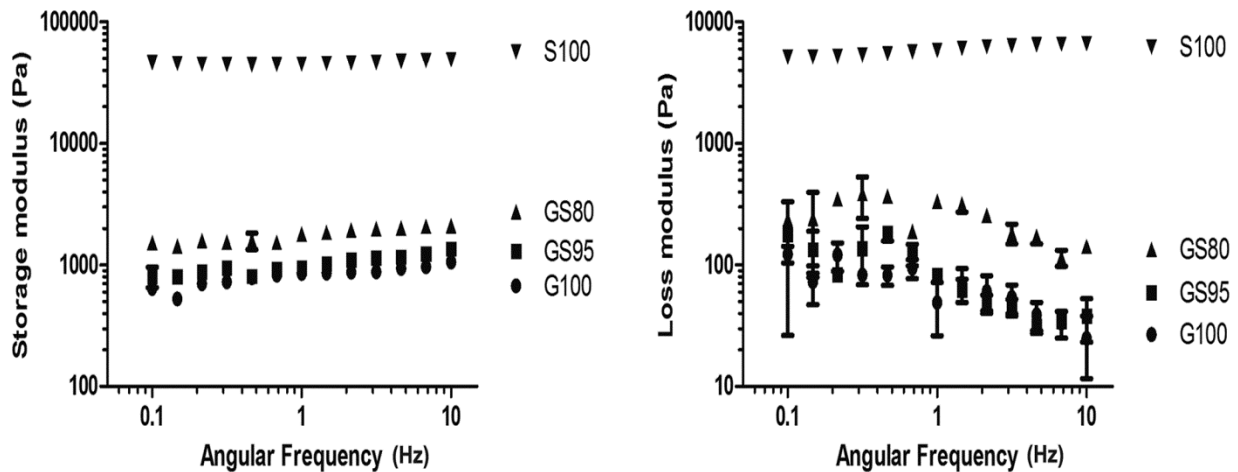 Storage modulus (Pa)
100000
10000
1000
100
0.1
1
10
Angular Frequency (Hz)
S100
GS80
GS95
G100
Loss modulus (Pa)
10000
1000
100
10
0.1
1
10
Angular Frequency (Hz)
S100
GS80
GS95
G100